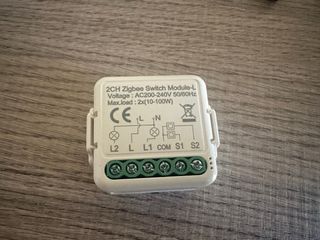 2CH Zigbee Switch Module-L
Voltage : AC200-240V 50/60Hz
Max.load : 2x(10-100W)
CE
L N
L2 L L1 COM S1 S2